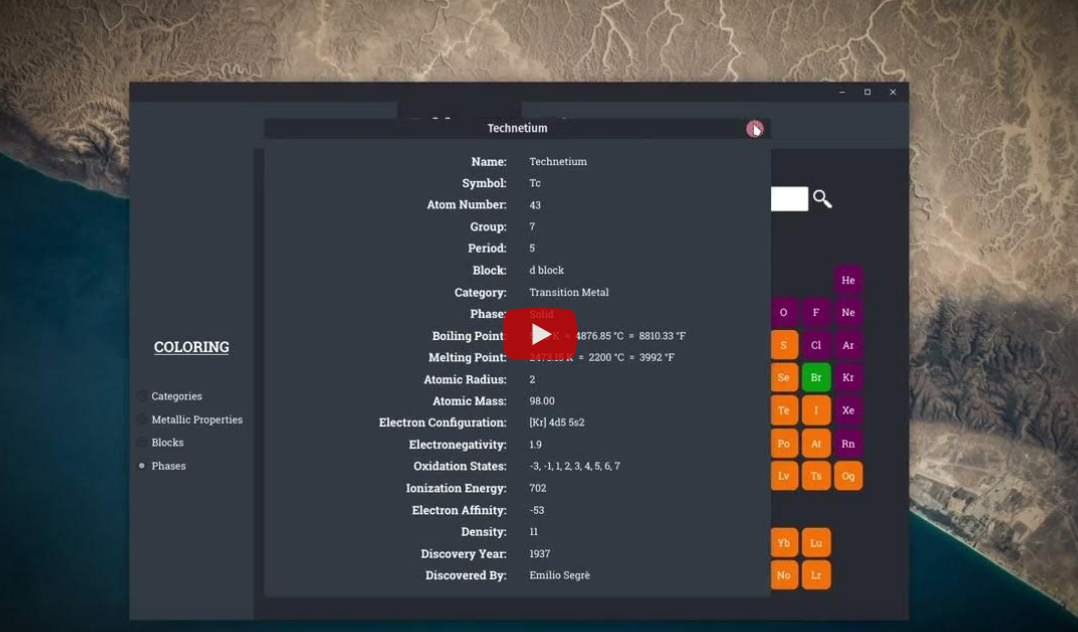 Technetium
Name: Technetium
Symbol: Tc
Atom Number: 43
Group: 7
Period: 5
Block: d block
Category: Transition Metal
Phase: Solid
Boiling Point: K = 4876.85 °C = 8810.33 °F
Melting Point: 2473.15 K = 2200 °C = 3992 °F
Atomic Radius: 2
Atomic Mass: 98.00
Electron Configuration: [Kr] 4d5 5s2
Electronegativity: 1.9
Oxidation States: -3, -1, 1, 2, 3, 4, 5, 6, 7
Ionization Energy: 702
Electron Affinity: -53
Density: 11
Discovery Year: 1937
Discovered By: Emilio Segrè
COLORING
Categories
Metallic Properties
Blocks
Phases
He
O F Ne
S Cl Ar
Se Br Kr
Te I Xe
Po At Rn
Lv Ts Og
Yb Lu
No Lr